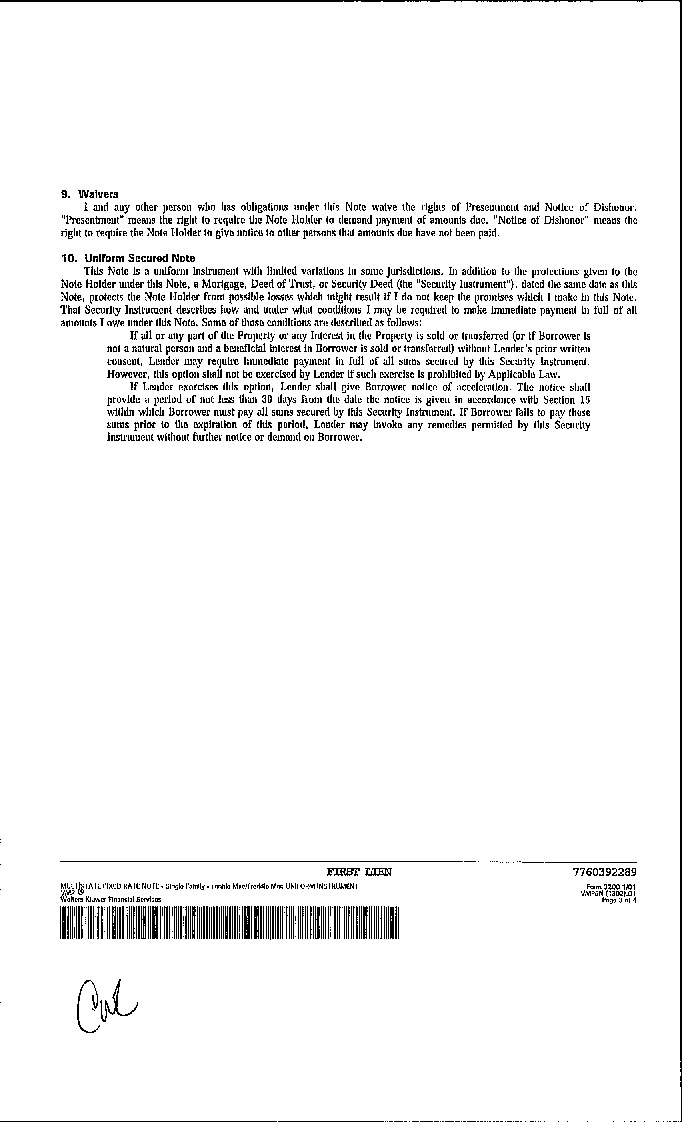 9. Waivers
I and any other person who has obligations under this Note waive the rights of Presentment and Notice of Dishonor.
"Presentment" means the right to require the Note Holder to demand payment of amounts due. "Notice of Dishonor" means the
right to require the Note Holder to give notice to other persons that amounts due have not been paid.
10. Uniform Secured Note
This Note is a uniform instrument with limited variations in some jurisdictions. In addition to the protections given to the
Note Holder under this Note, a Mortgage, Deed of Trust, or Security Deed (the "Security Instrument"), dated the same date as this
Note, protects the Note Holder from possible losses which might result if I do not keep the promises which I make in this Note.
That Security Instrument describes how and under what conditions I may be required to make immediate payment in full of all
amounts I owe under this Note. Some of those conditions are described as follows:
If all or any part of the Property or any Interest in the Property is sold or transferred (or if Borrower is
not a natural person and a beneficial interest in Borrower is sold or transferred) without Lender's prior written
consent, Lender may require immediate payment in full of all sums secured by this Security Instrument.
However, this option shall not be exercised by Lender if such exercise is prohibited by Applicable Law.
If Lender exercises this option, Lender shall give Borrower notice of acceleration. The notice shall
provide a period of not less than 30 days from the date the notice is given in accordance with Section 15
within which Borrower must pay all sums secured by this Security Instrument. If Borrower fails to pay these
sums prior to the expiration of this period, Lender may invoke any remedies permitted by this Security
Instrument without further notice or demand on Borrower.
FIRST LIEN 7760392289
MULTISTATE FIXED RATE NOTE - Single Family - Fannie Mae/Freddie Mac UNIFORM INSTRUMENT Form 3200 1/01
VMP ® VMP5N (1302).01
Wolters Kluwer Financial Services Page 3 of 4